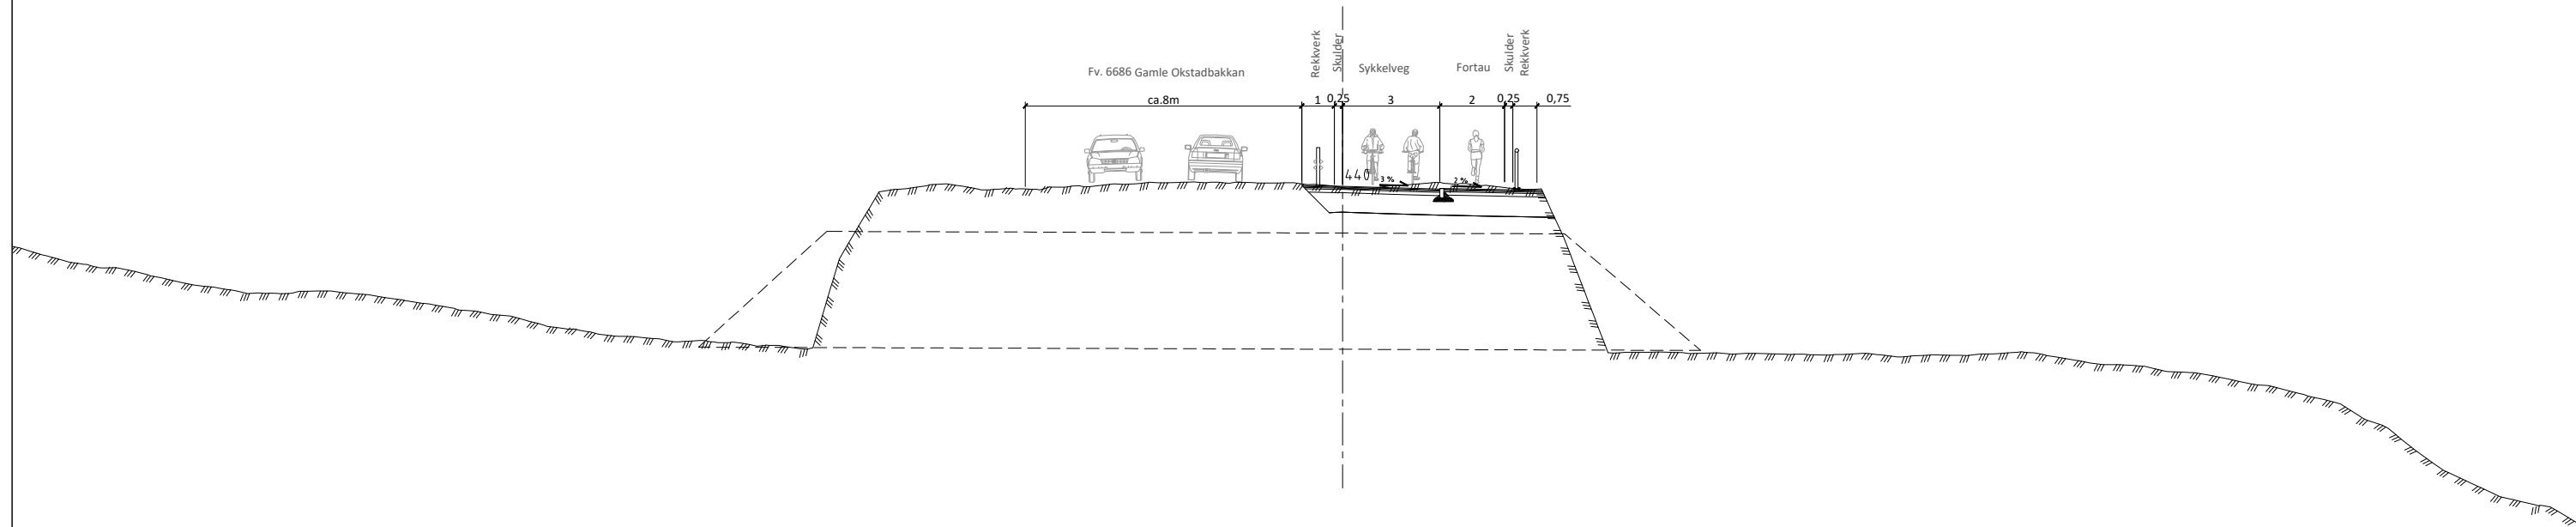 Rekkverk
Skulder
Skulder
Rekkverk
Fv. 6686 Gamle Okstadbakkan
Sykkelveg
Fortau
ca.8m
1
0,25
3
2
0,25
0,75
440
3 %
2 %